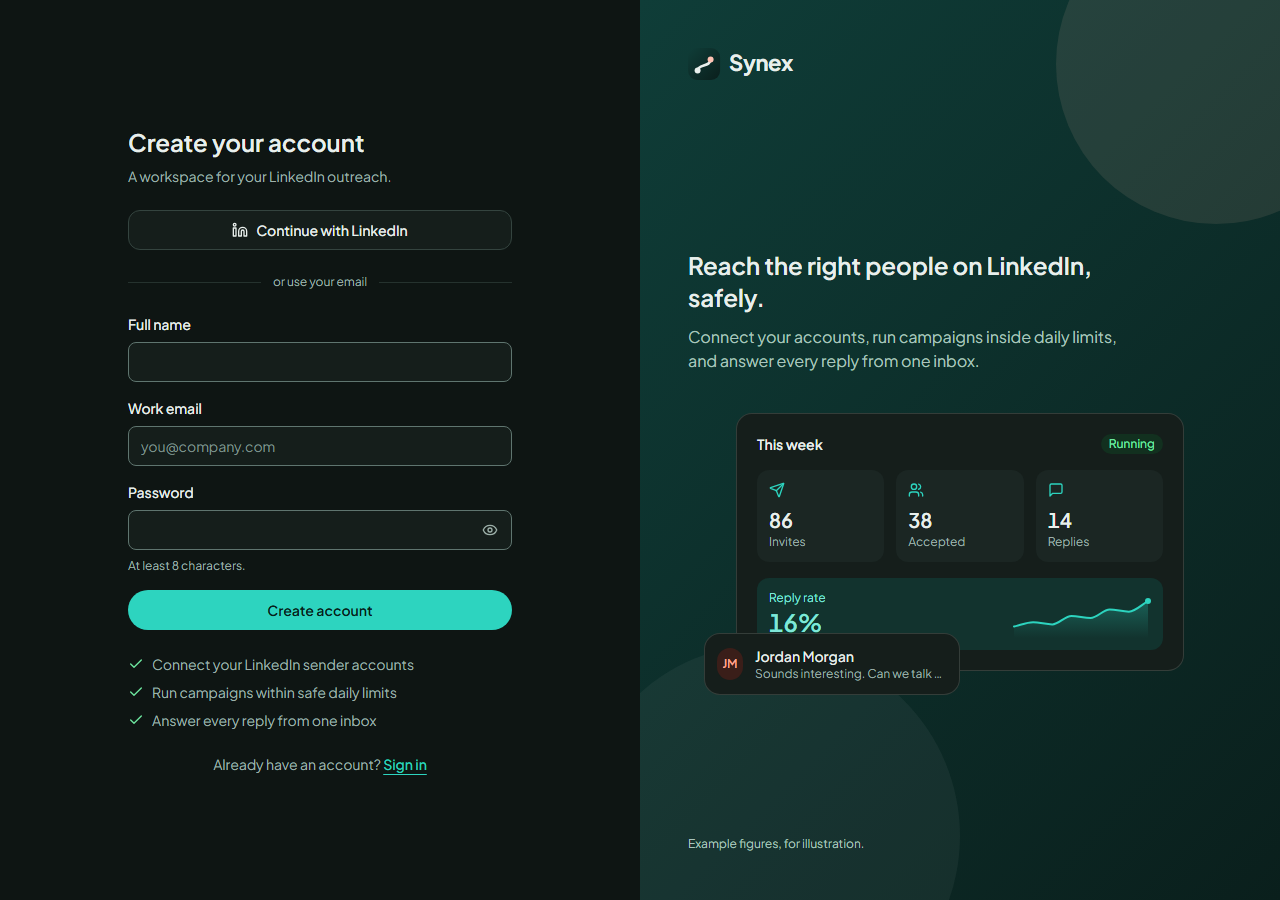 Create your account
A workspace for your LinkedIn outreach.
Continue with LinkedIn
or use your email
Full name
Work email
you@company.com
Password
At least 8 characters.
Create account
Connect your LinkedIn sender accounts
Run campaigns within safe daily limits
Answer every reply from one inbox
Already have an account? Sign in
Synex
Reach the right people on LinkedIn,
safely.
Connect your accounts, run campaigns inside daily limits,
and answer every reply from one inbox.
This week
Running
86
Invites
38
Accepted
14
Replies
Reply rate
16%
JM
Jordan Morgan
Sounds interesting. Can we talk ...
Example figures, for illustration.